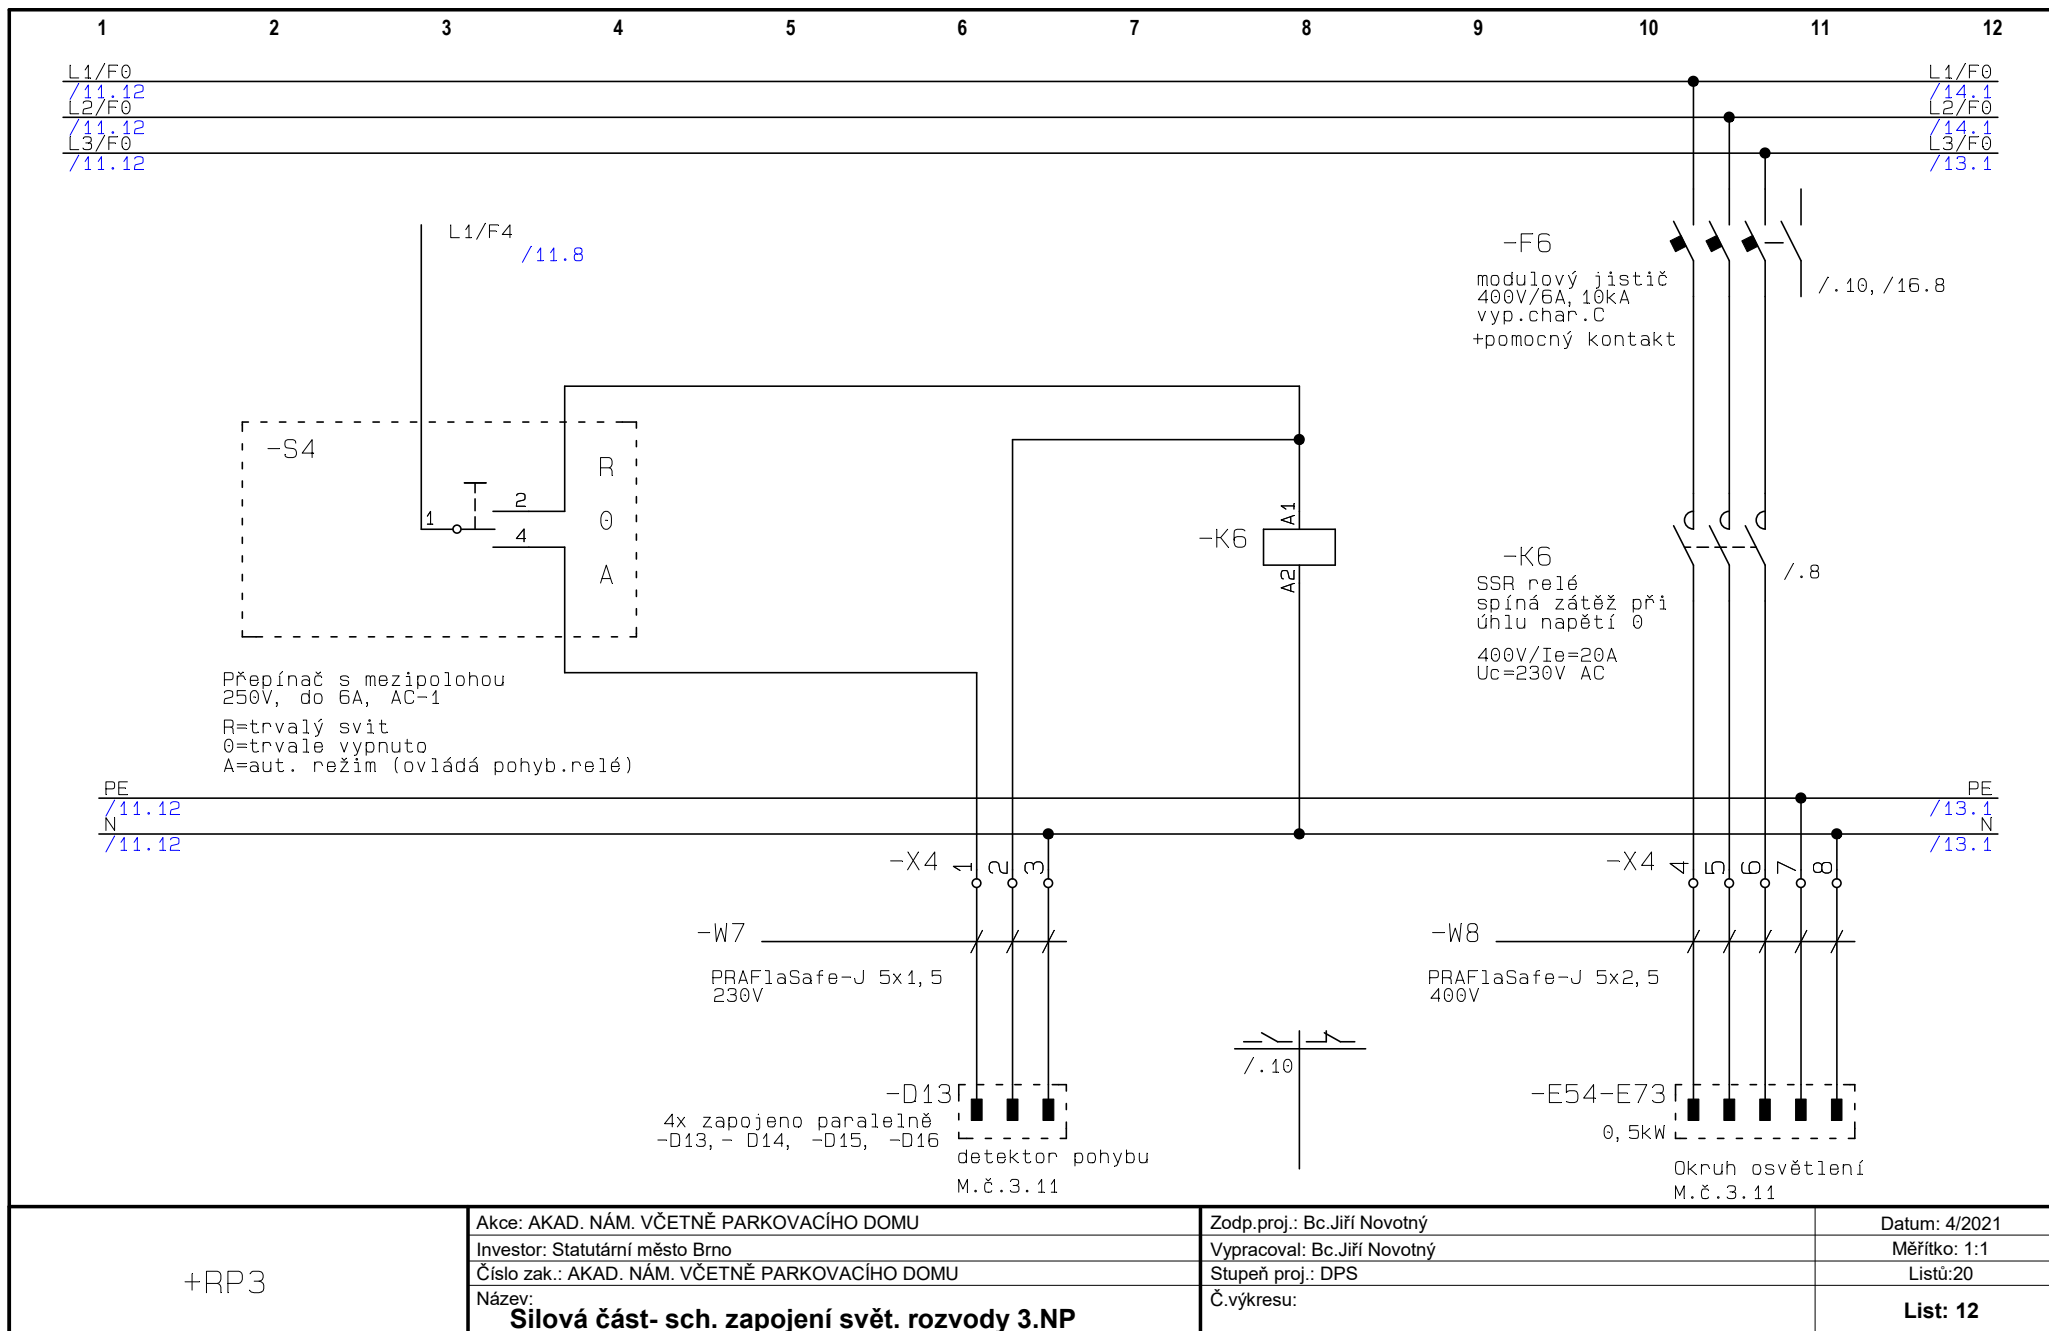 1 2 3 4 5 6 7 8 9 10 11 12
L1/F0 L1/F0
/11.12 /14.1
L2/F0 L2/F0
/11.12 /14.1
L3/F0 L3/F0
/11.12 /13.1
L1/F4
/11.8
-F6
modulový jistič
400V/6A, 10kA
vyp.char.C
+pomocný kontakt
/.10, /16.8
-S4
R
0
A
1
2
4
Přepínač s mezipolohou
250V, do 6A, AC-1
R=trvalý svit
0=trvale vypnuto
A=aut. režim (ovládá pohyb.relé)
-K6
A1
A2
-K6
SSR relé
spíná zátěž při
úhlu napětí 0
400V/Ie=20A
Uc=230V AC
/.8
PE PE
/11.12 /13.1
N N
/11.12 /13.1
-X4 1 2 3
-X4 4 5 6 7 8
-W7
PRAFlaSafe-J 5x1,5
230V
-W8
PRAFlaSafe-J 5x2,5
400V
/.10
-D13
4x zapojeno paralelně
-D13, - D14, -D15, -D16
detektor pohybu
M.č.3.11
-E54-E73
0,5kW
Okruh osvětlení
M.č.3.11
+RP3
Akce: AKAD. NÁM. VČETNĚ PARKOVACÍHO DOMU
Investor: Statutární město Brno
Číslo zak.: AKAD. NÁM. VČETNĚ PARKOVACÍHO DOMU
Název:
Silová část- sch. zapojení svět. rozvody 3.NP
Zodp.proj.: Bc.Jiří Novotný
Vypracoval: Bc.Jiří Novotný
Stupeň proj.: DPS
Č.výkresu:
Datum: 4/2021
Měřítko: 1:1
Listů:20
List: 12